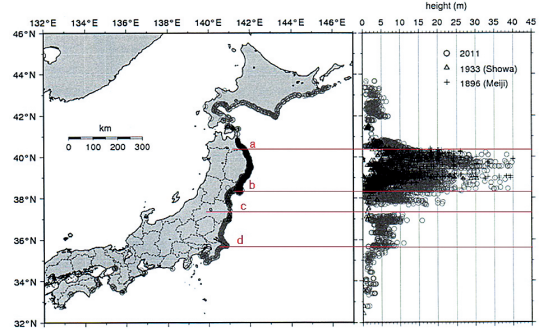 height (m)
132°E 134°E 136°E 138°E 140°E 142°E 144°E 146°E
0 5 10 15 20 25 30 35 40 45
46°N
44°N
42°N
40°N
38°N
36°N
34°N
32°N
km
0 100 200 300
a
b
c
d
2011
1933 (Showa)
1896 (Meiji)